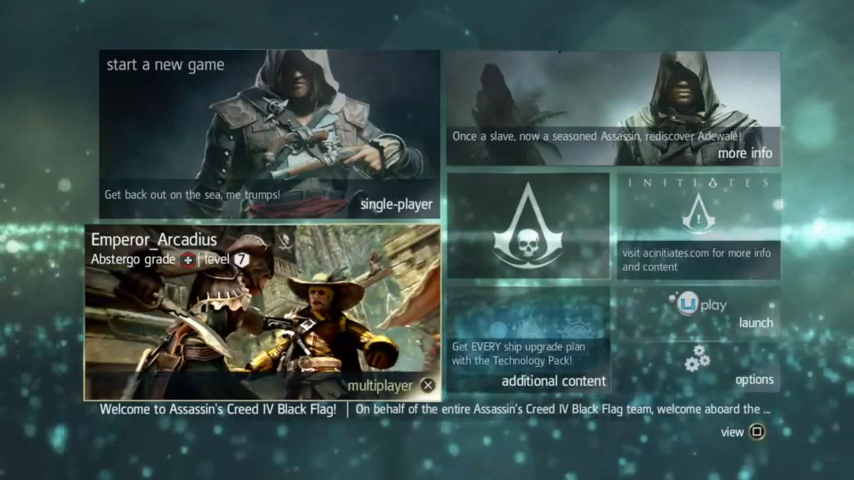 start a new game
Get back out on the sea, me trumps!
single-player
Once a slave, now a seasoned Assassin, rediscover Adewale!
more info
Emperor_Arcadius
Abstergo grade | level 7
multiplayer
INITIATES
visit acinitiates.com for more info
and content
Get EVERY ship upgrade plan
with the Technology Pack!
additional content
Uplay
launch
options
Welcome to Assassin's Creed IV Black Flag! | On behalf of the entire Assassin's Creed IV Black Flag team, welcome aboard the ...
view